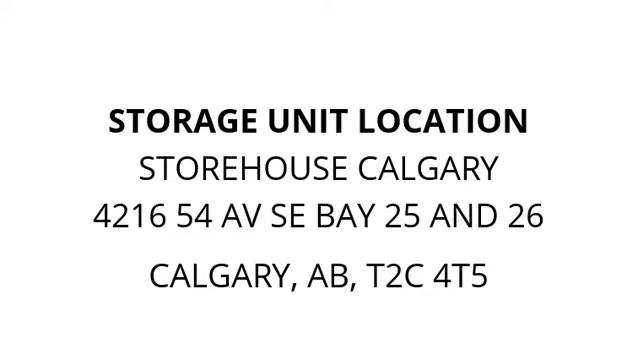 STORAGE UNIT LOCATION
STOREHOUSE CALGARY
4216 54 AV SE BAY 25 AND 26
CALGARY, AB, T2C 4T5